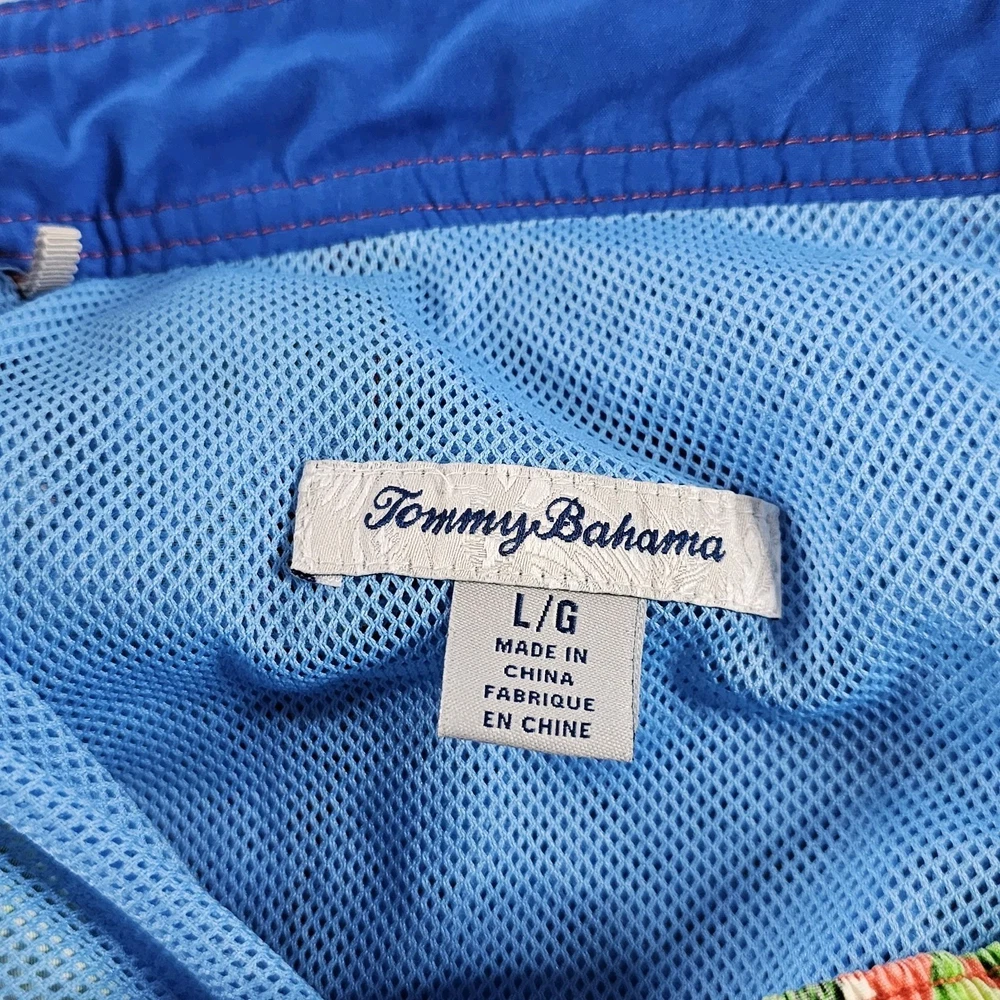 Tommy Bahama
L/G
MADE IN
CHINA
FABRIQUE
EN CHINE